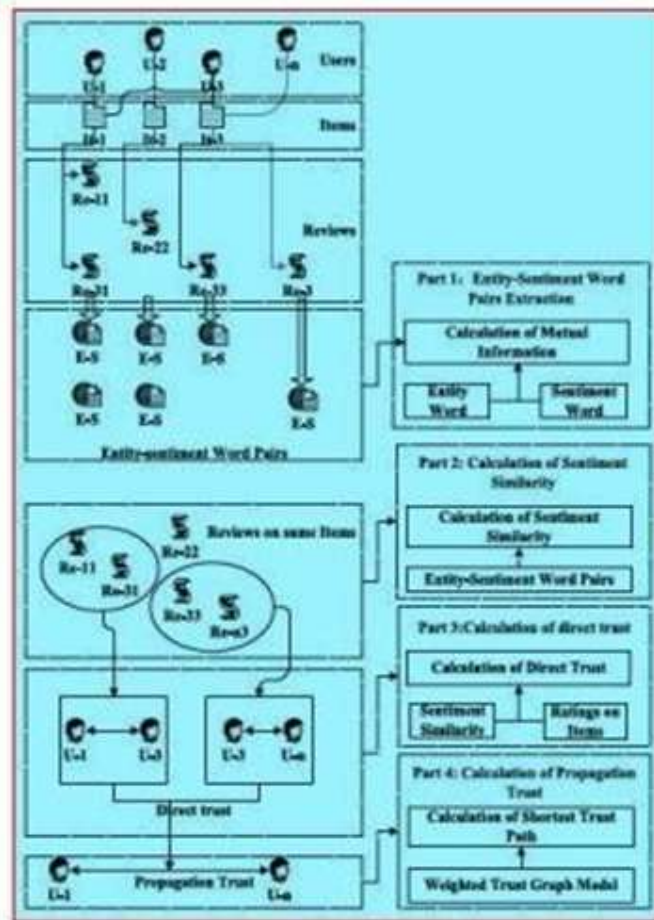 U-2
U-n
Users
U-1
U-3
Items
It-1
It-2
It-3
Re-11
Re-22
Reviews
Re-31
Re-33
Re-3
E-S
E-S
E-S
E-S
E-S
E-S
Entity-sentiment Word Pairs
Part 1: Entity-Sentiment Word
Pairs Extraction
Calculation of Mutual
Information
Entity
Word
Sentiment
Word
Reviews on same Items
Re-22
Re-11
Re-31
Re-33
Re-n3
Part 2: Calculation of Sentiment
Similarity
Calculation of Sentiment
Similarity
Entity-Sentiment Word Pairs
U-1
U-3
U-3
U-n
Direct trust
Part 3:Calculation of direct trust
Calculation of Direct Trust
Sentiment
Similarity
Ratings on
Items
U-1
Propagation Trust
U-n
Part 4: Calculation of Propagation
Trust
Calculation of Shortest Trust
Path
Weighted Trust Graph Model